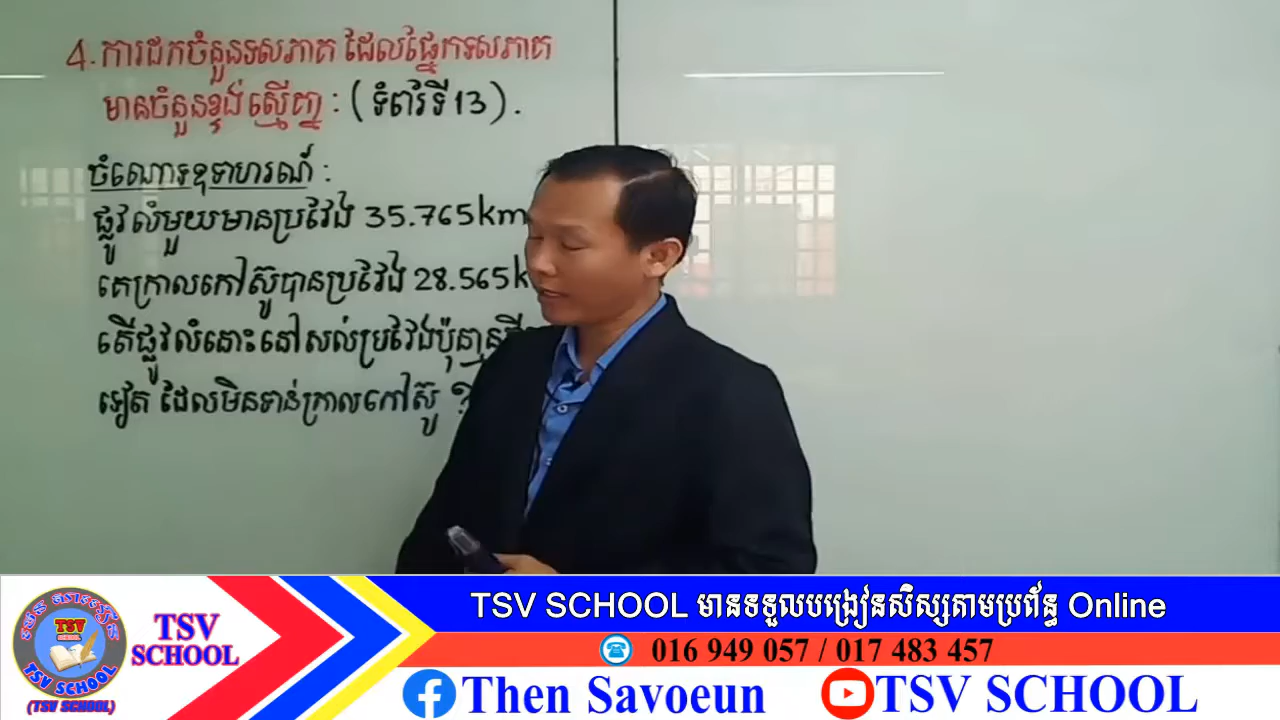 4. ការដកចំនួនទសភាគ ដែលផ្នែកទសភាគ
មានចំនួនខ្ទង់ស្មើគ្នា : ( ទំព័រទី 13 ) .
ចំណោទឧទាហរណ៍ :
ផ្លូវលំមួយមានប្រវែង 35.765km
គេក្រាលកៅស៊ូបានប្រវែង 28.565k
តើផ្លូវលំនោះនៅសល់ប្រវែងប៉ុន្មាន
ទៀត ដែលមិនទាន់ក្រាលកៅស៊ូ ?
TSV SCHOOL មានទទួលបង្រៀនសិស្សតាមប្រព័ន្ធ Online
TSV
SCHOOL
016 949 057 / 017 483 457
Then Savoeun
TSV SCHOOL
TSV
TSV SCHOOL
(TSV SCHOOL)